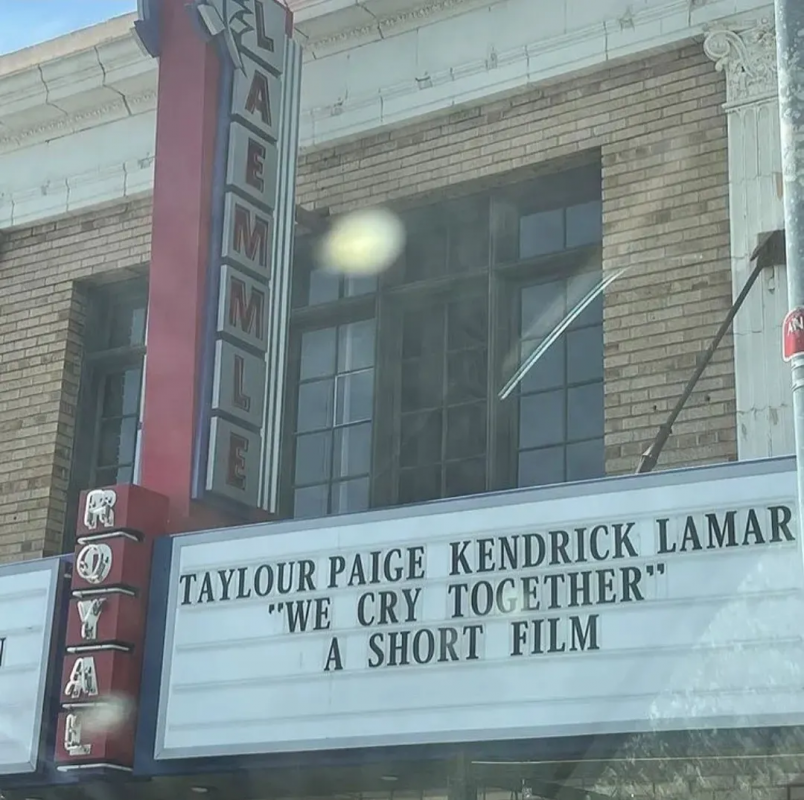 LAEMMLE
ROYAL
TAYLOUR PAIGE KENDRICK LAMAR
"WE CRY TOGETHER"
A SHORT FILM